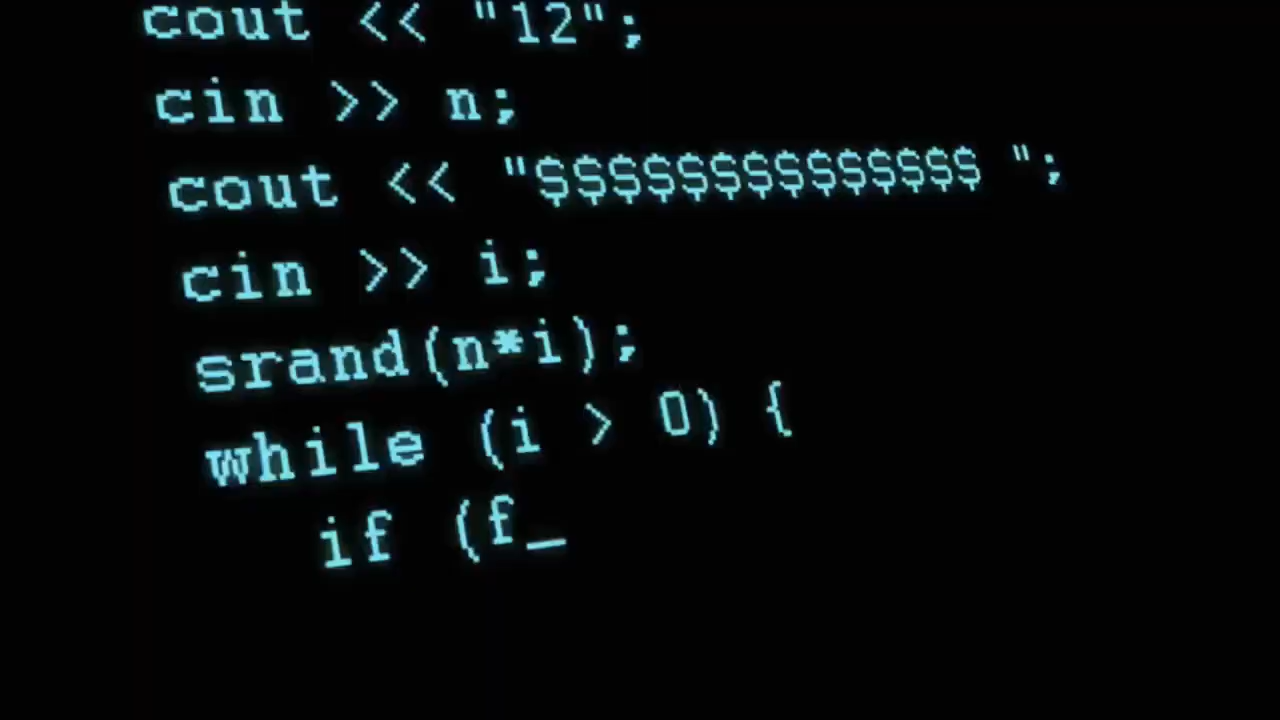 cout << "12";
cin >> n;
cout << "$$$$$$$$$$$$$$ ";
cin >> i;
srand(n*i);
while (i > 0) {
if (f_